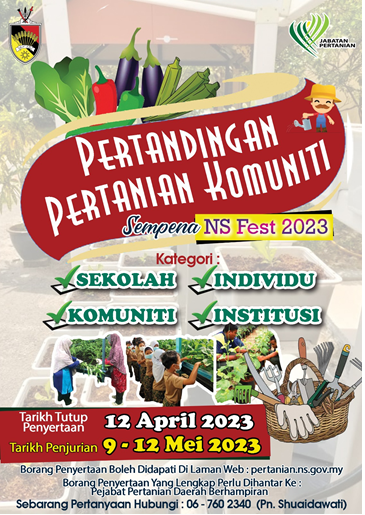 JABATAN
PERTANIAN
PERTANDINGAN
PERTANIAN KOMUNITI
Sempena NS Fest 2023
Kategori :
SEKOLAH INDIVIDU
KOMUNITI INSTITUSI
Tarikh Tutup
Penyertaan
12 April 2023
Tarikh Penjurian 9 - 12 Mei 2023
Borang Penyertaan Boleh Didapati Di Laman Web : pertanian.ns.gov.my
Borang Penyertaan Yang Lengkap Perlu Dihantar Ke :
Pejabat Pertanian Daerah Berhampiran
Sebarang Pertanyaan Hubungi : 06 - 760 2340 (Pn. Shuaidawati)